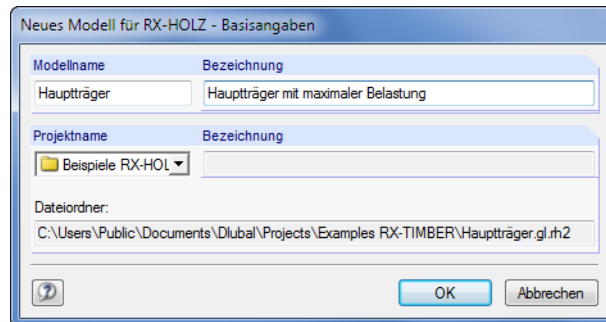 Neues Modell für RX-HOLZ - Basisangaben
Modellname Bezeichnung
Hauptträger Hauptträger mit maximaler Belastung
Projektname Bezeichnung
Beispiele RX-HOL
Dateiordner:
C:\Users\Public\Documents\Dlubal\Projects\Examples RX-TIMBER\Hauptträger.gl.rh2
OK Abbrechen